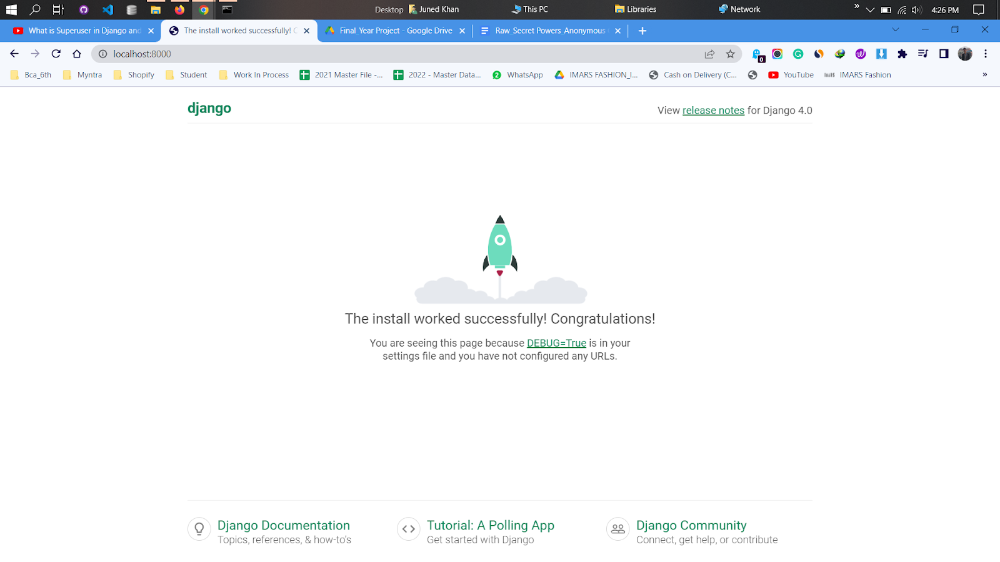 Desktop Juned Khan This PC Libraries Network » 4:26 PM
What is Superuser in Django and The install worked successfully! C Final_Year Project - Google Drive Raw_Secret Powers_Anonymous
localhost:8000 0
Bca_6th Myntra Shopify Student Work In Process 2021 Master File -... 2022 - Master Data... 2 WhatsApp IMARS FASHION_I... Cash on Delivery (C... YouTube IMARS IMARS Fashion »
django
View release notes for Django 4.0
The install worked successfully! Congratulations!
You are seeing this page because DEBUG=True is in your
settings file and you have not configured any URLs.
Django Documentation
Topics, references, & how-to's
Tutorial: A Polling App
Get started with Django
Django Community
Connect, get help, or contribute